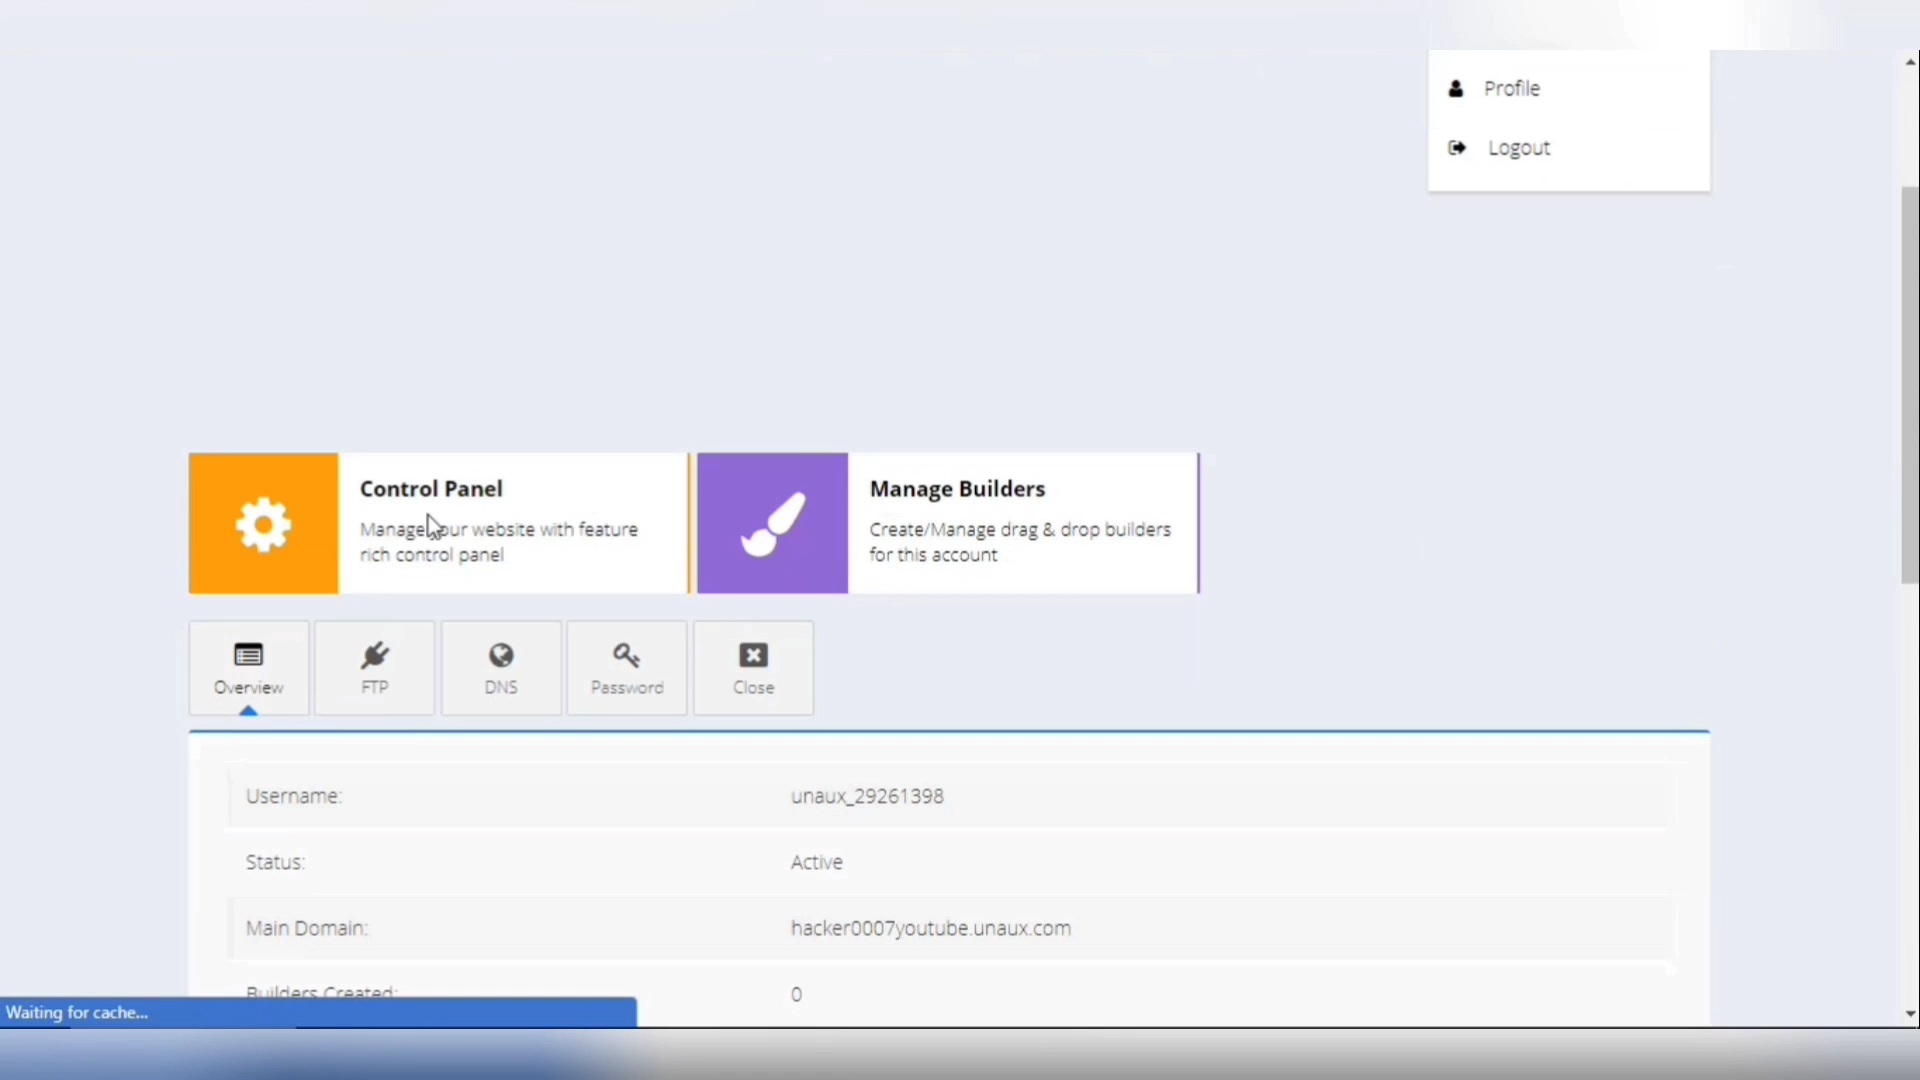 Profile
Logout
Control Panel
Manage your website with feature
rich control panel
Manage Builders
Create/Manage drag & drop builders
for this account
Overview
FTP
DNS
Password
Close
Username: unaux_29261398
Status: Active
Main Domain: hacker0007youtube.unaux.com
Builders Created: 0
Waiting for cache...